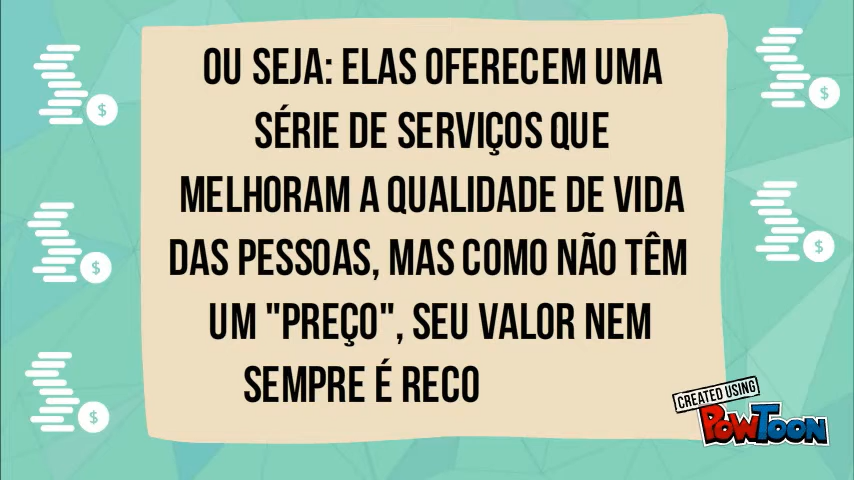 OU SEJA: ELAS OFERECEM UMA
SÉRIE DE SERVIÇOS QUE
MELHORAM A QUALIDADE DE VIDA
DAS PESSOAS, MAS COMO NÃO TÊM
UM "PREÇO", SEU VALOR NEM
SEMPRE É RECO
CREATED USING
POWTOON
$
$
$
$
$